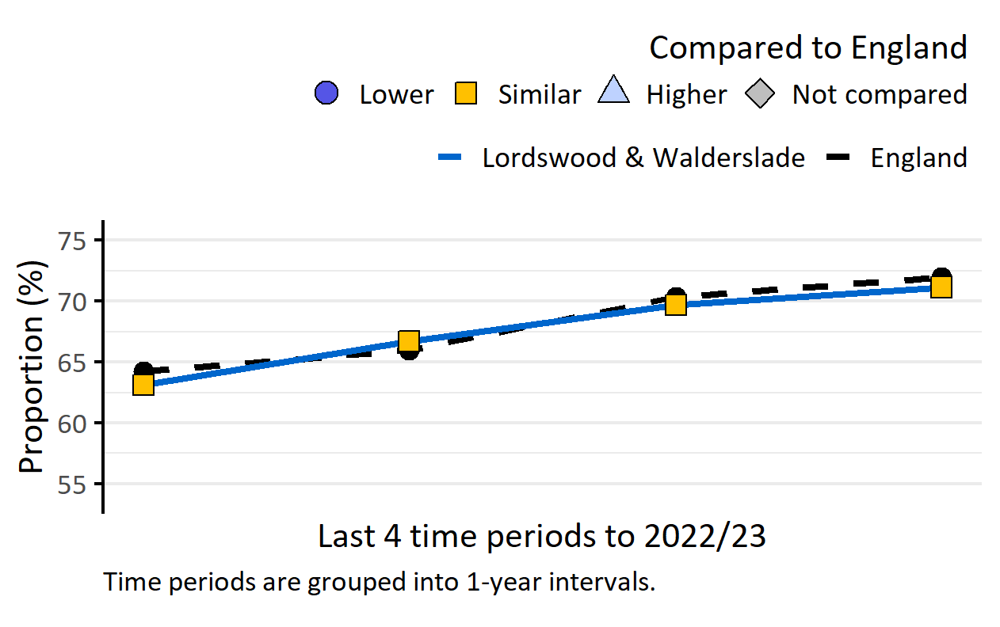 Compared to England
Lower Similar Higher Not compared
Lordswood & Walderslade England
Proportion (%)
75
70
65
60
55
Last 4 time periods to 2022/23
Time periods are grouped into 1-year intervals.